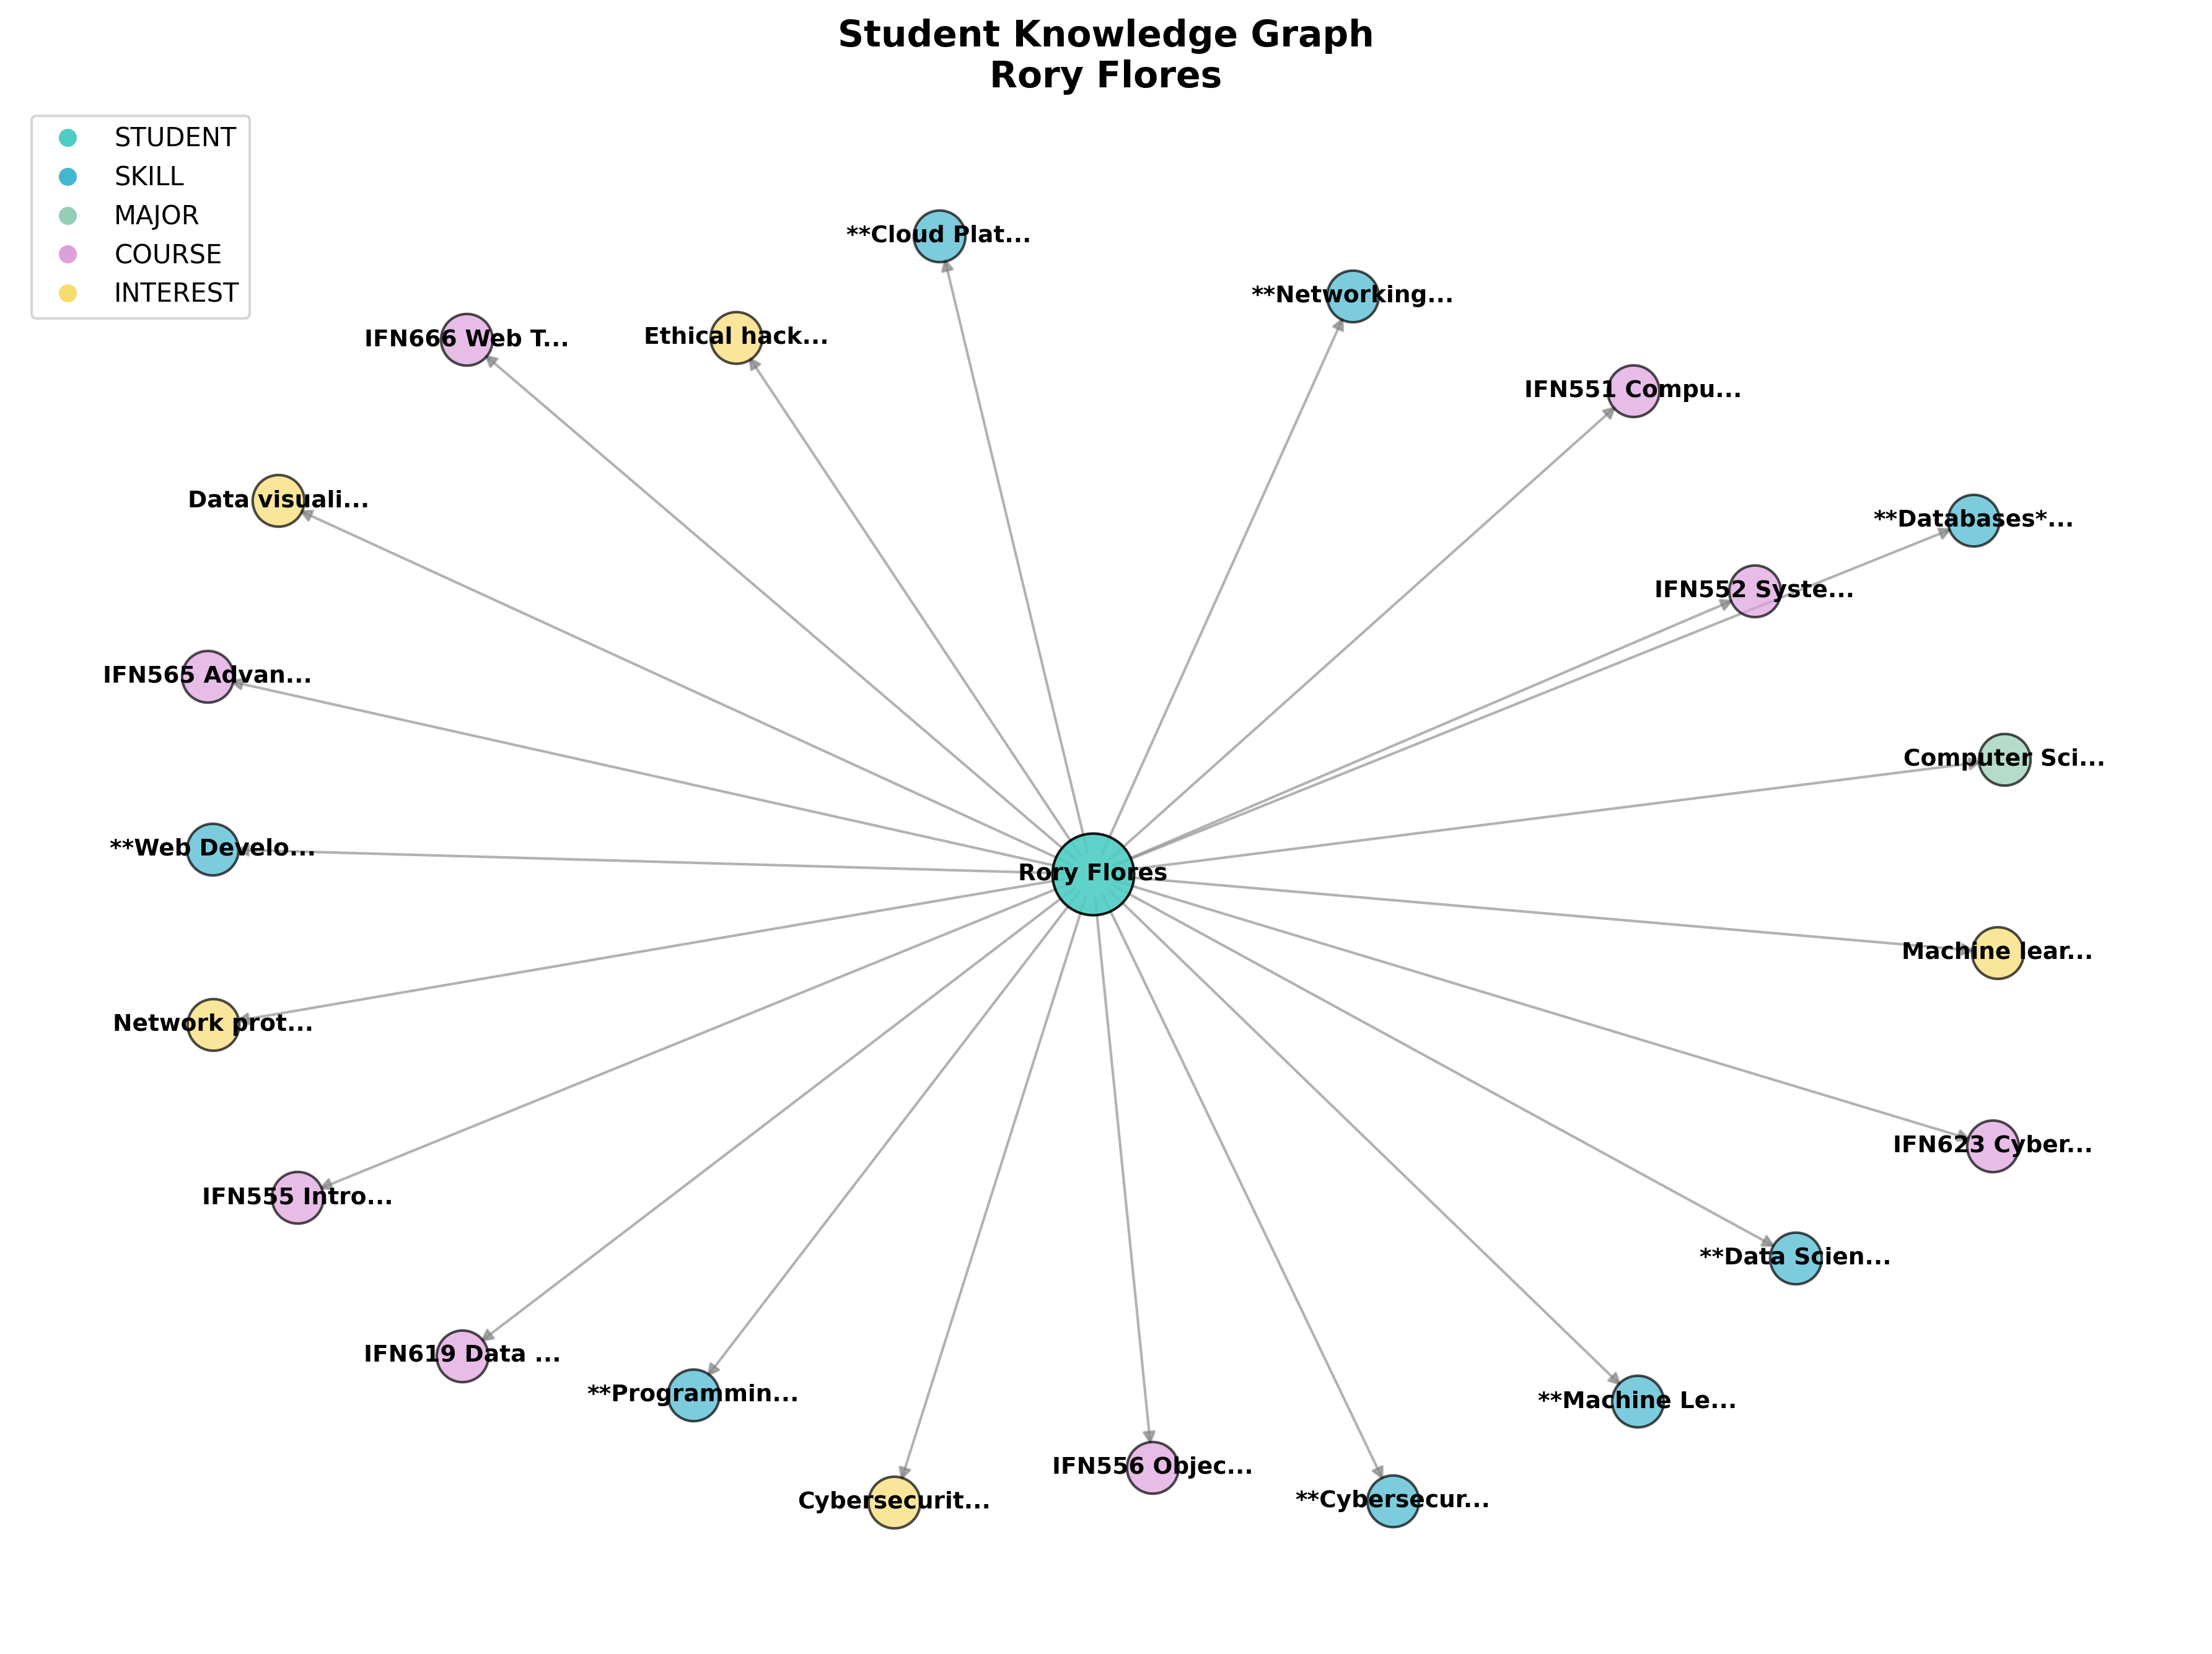 Student Knowledge Graph
Rory Flores
STUDENT
SKILL
MAJOR
COURSE
INTEREST
**Cloud Plat...
**Networking...
IFN666 Web T...
Ethical hack...
IFN551 Compu...
Data visuali...
**Databases*...
IFN552 Syste...
IFN565 Advan...
Computer Sci...
**Web Develo...
Rory Flores
Machine lear...
Network prot...
IFN623 Cyber...
IFN555 Intro...
**Data Scien...
IFN619 Data ...
**Programmin...
**Machine Le...
IFN556 Objec...
Cybersecurit...
**Cybersecur...